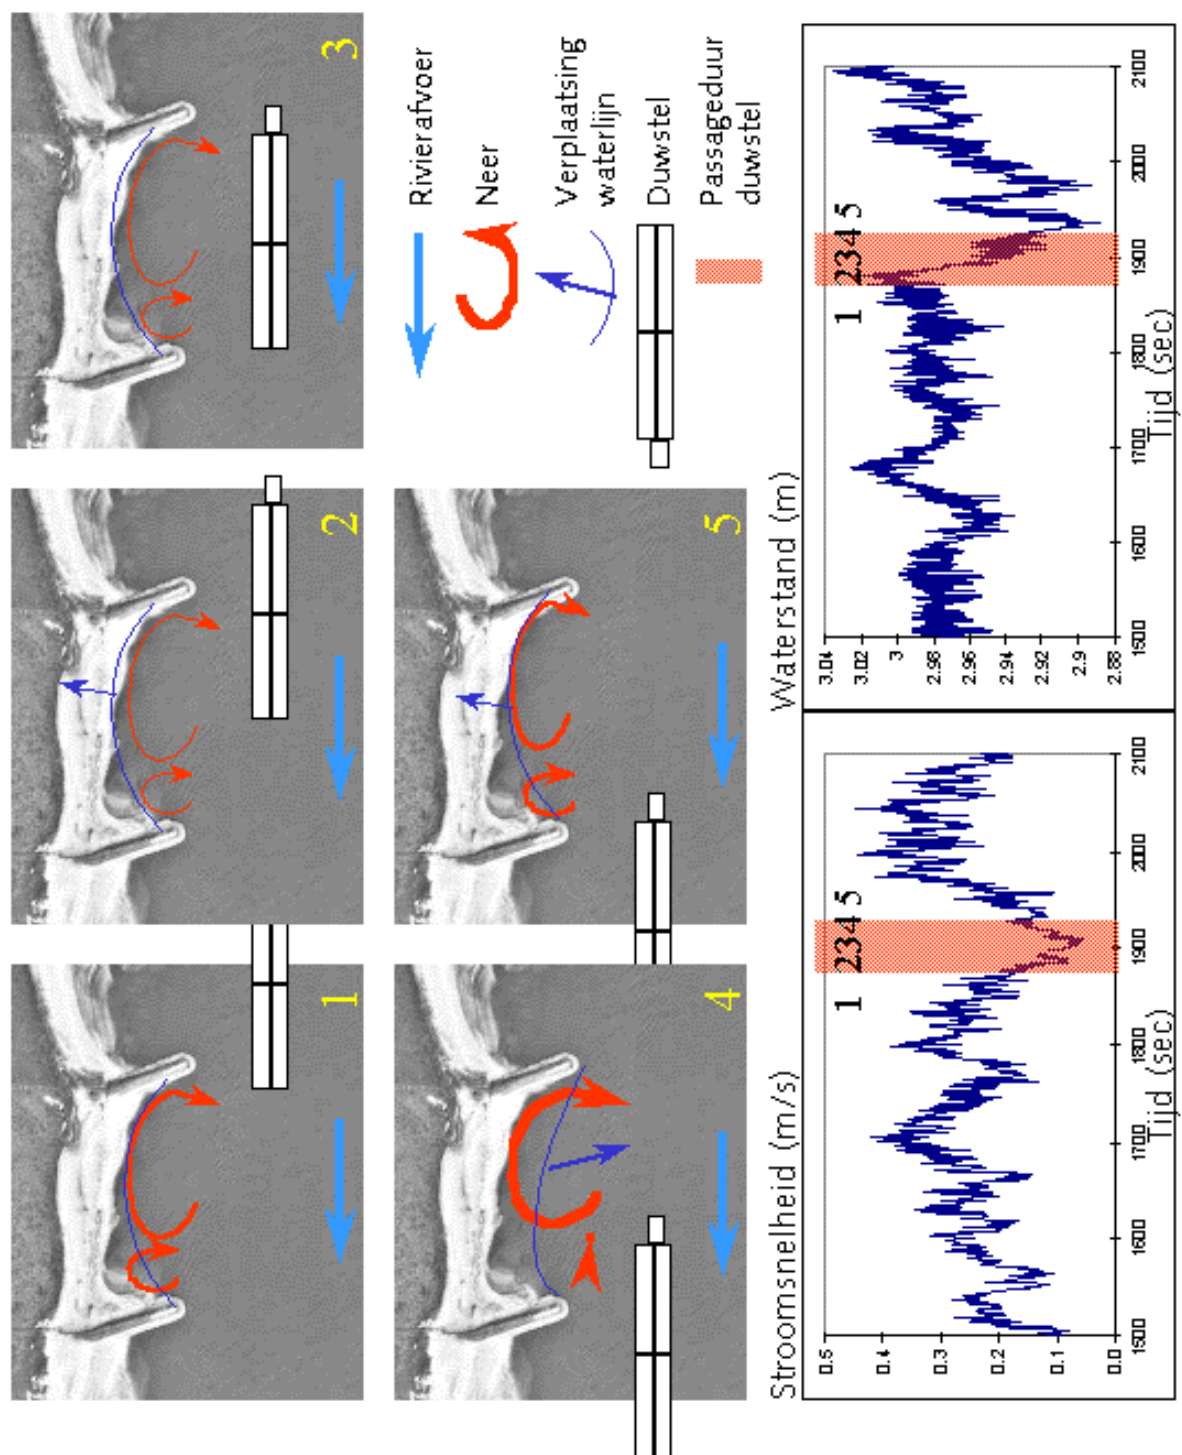 1
2
3
4
5
Rivierafvoer
Neer
Verplaatsing
waterlijn
Duwstel
Passageduur
duwstel
Stroomsnelheid (m/s)
0.5
0.4
0.3
0.2
0.1
0.0
1 234 5
1500 1600 1700 1800 1900 2000 2100
Tijd (sec)
Waterstand (m)
3.04
3.02
3
2.98
2.96
2.94
2.92
2.9
2.88
1 234 5
1500 1600 1700 1800 1900 2000 2100
Tijd (sec)